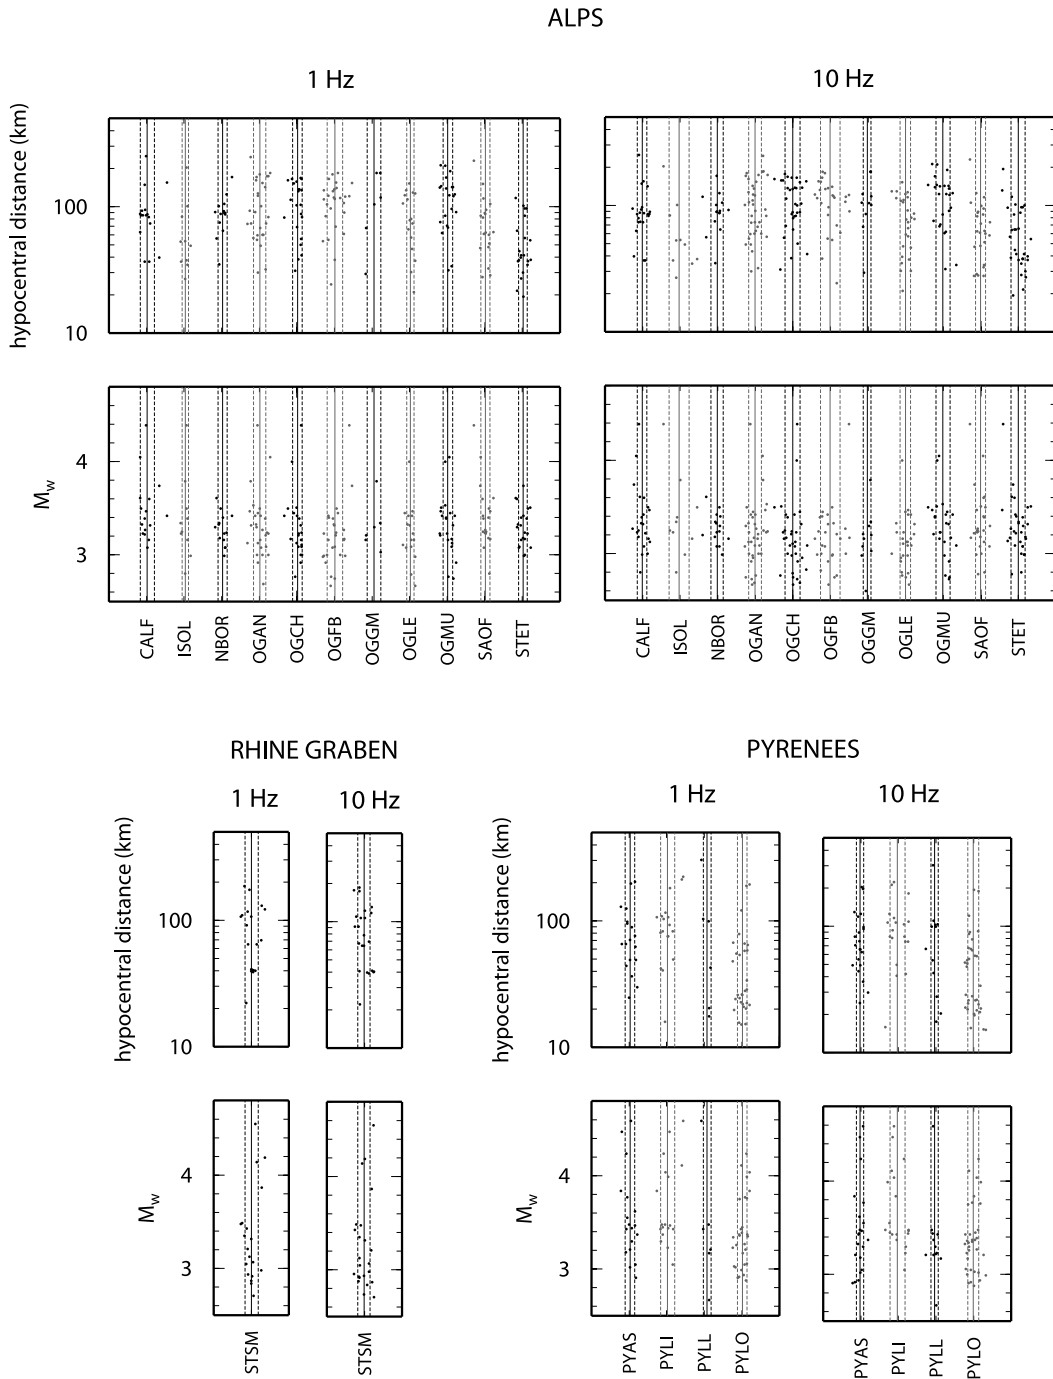 ALPS
1 Hz
10 Hz
hypocentral distance (km)
100
10
M_w
4
3
CALF
ISOL
NBOR
OGAN
OGCH
OGFB
OGGM
OGLE
OGMU
SAOF
STET
CALF
ISOL
NBOR
OGAN
OGCH
OGFB
OGGM
OGLE
OGMU
SAOF
STET
RHINE GRABEN
PYRENEES
1 Hz
10 Hz
1 Hz
10 Hz
hypocentral distance (km)
100
10
hypocentral distance (km)
100
10
M_w
4
3
M_w
4
3
STSM
STSM
PYAS
PYLI
PYLL
PYLO
PYAS
PYLI
PYLL
PYLO